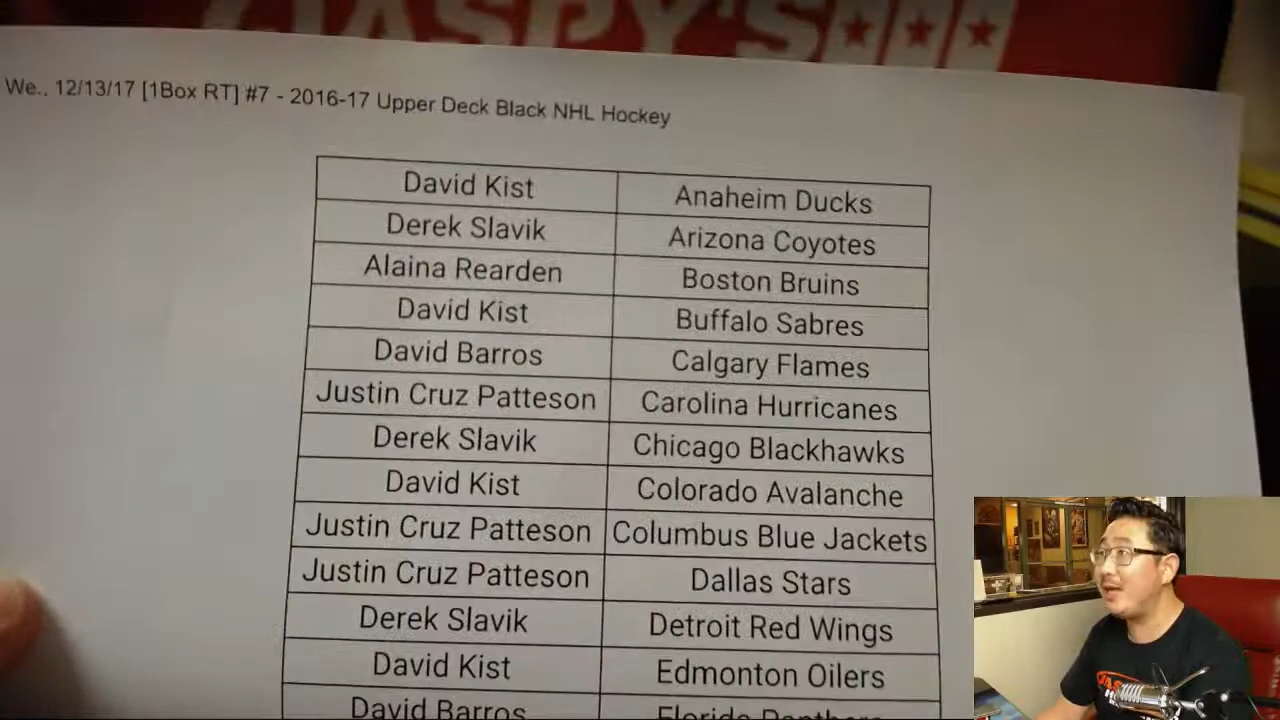 JASPY'S
We., 12/13/17 [1Box RT] #7 - 2016-17 Upper Deck Black NHL Hockey
David Kist Anaheim Ducks
Derek Slavik Arizona Coyotes
Alaina Rearden Boston Bruins
David Kist Buffalo Sabres
David Barros Calgary Flames
Justin Cruz Patteson Carolina Hurricanes
Derek Slavik Chicago Blackhawks
David Kist Colorado Avalanche
Justin Cruz Patteson Columbus Blue Jackets
Justin Cruz Patteson Dallas Stars
Derek Slavik Detroit Red Wings
David Kist Edmonton Oilers
David Barros Florida Panthers